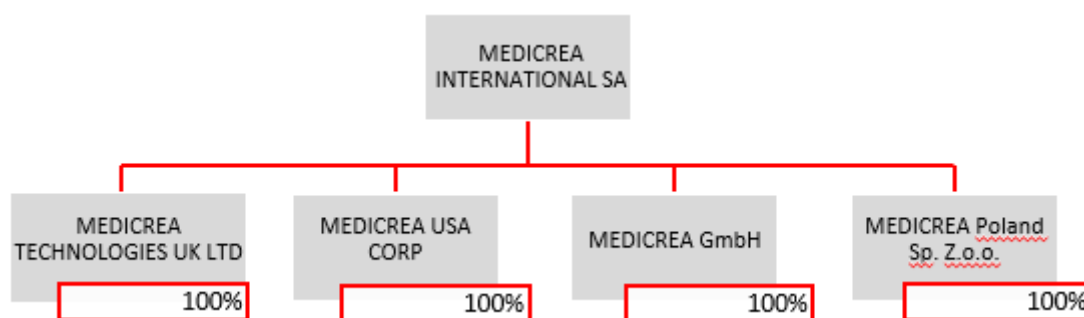 MEDICREA
INTERNATIONAL SA
MEDICREA
TECHNOLOGIES UK LTD
100%
MEDICREA USA
CORP
100%
MEDICREA GmbH
100%
MEDICREA Poland
Sp. Z.o.o.
100%